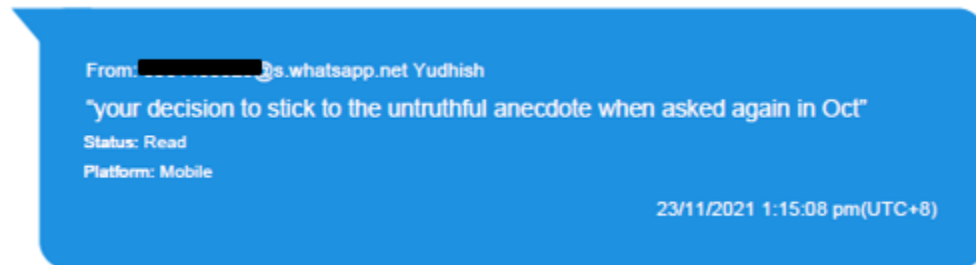 From: @s.whatsapp.net Yudhish
“your decision to stick to the untruthful anecdote when asked again in Oct”
Status: Read
Platform: Mobile
23/11/2021 1:15:08 pm(UTC+8)